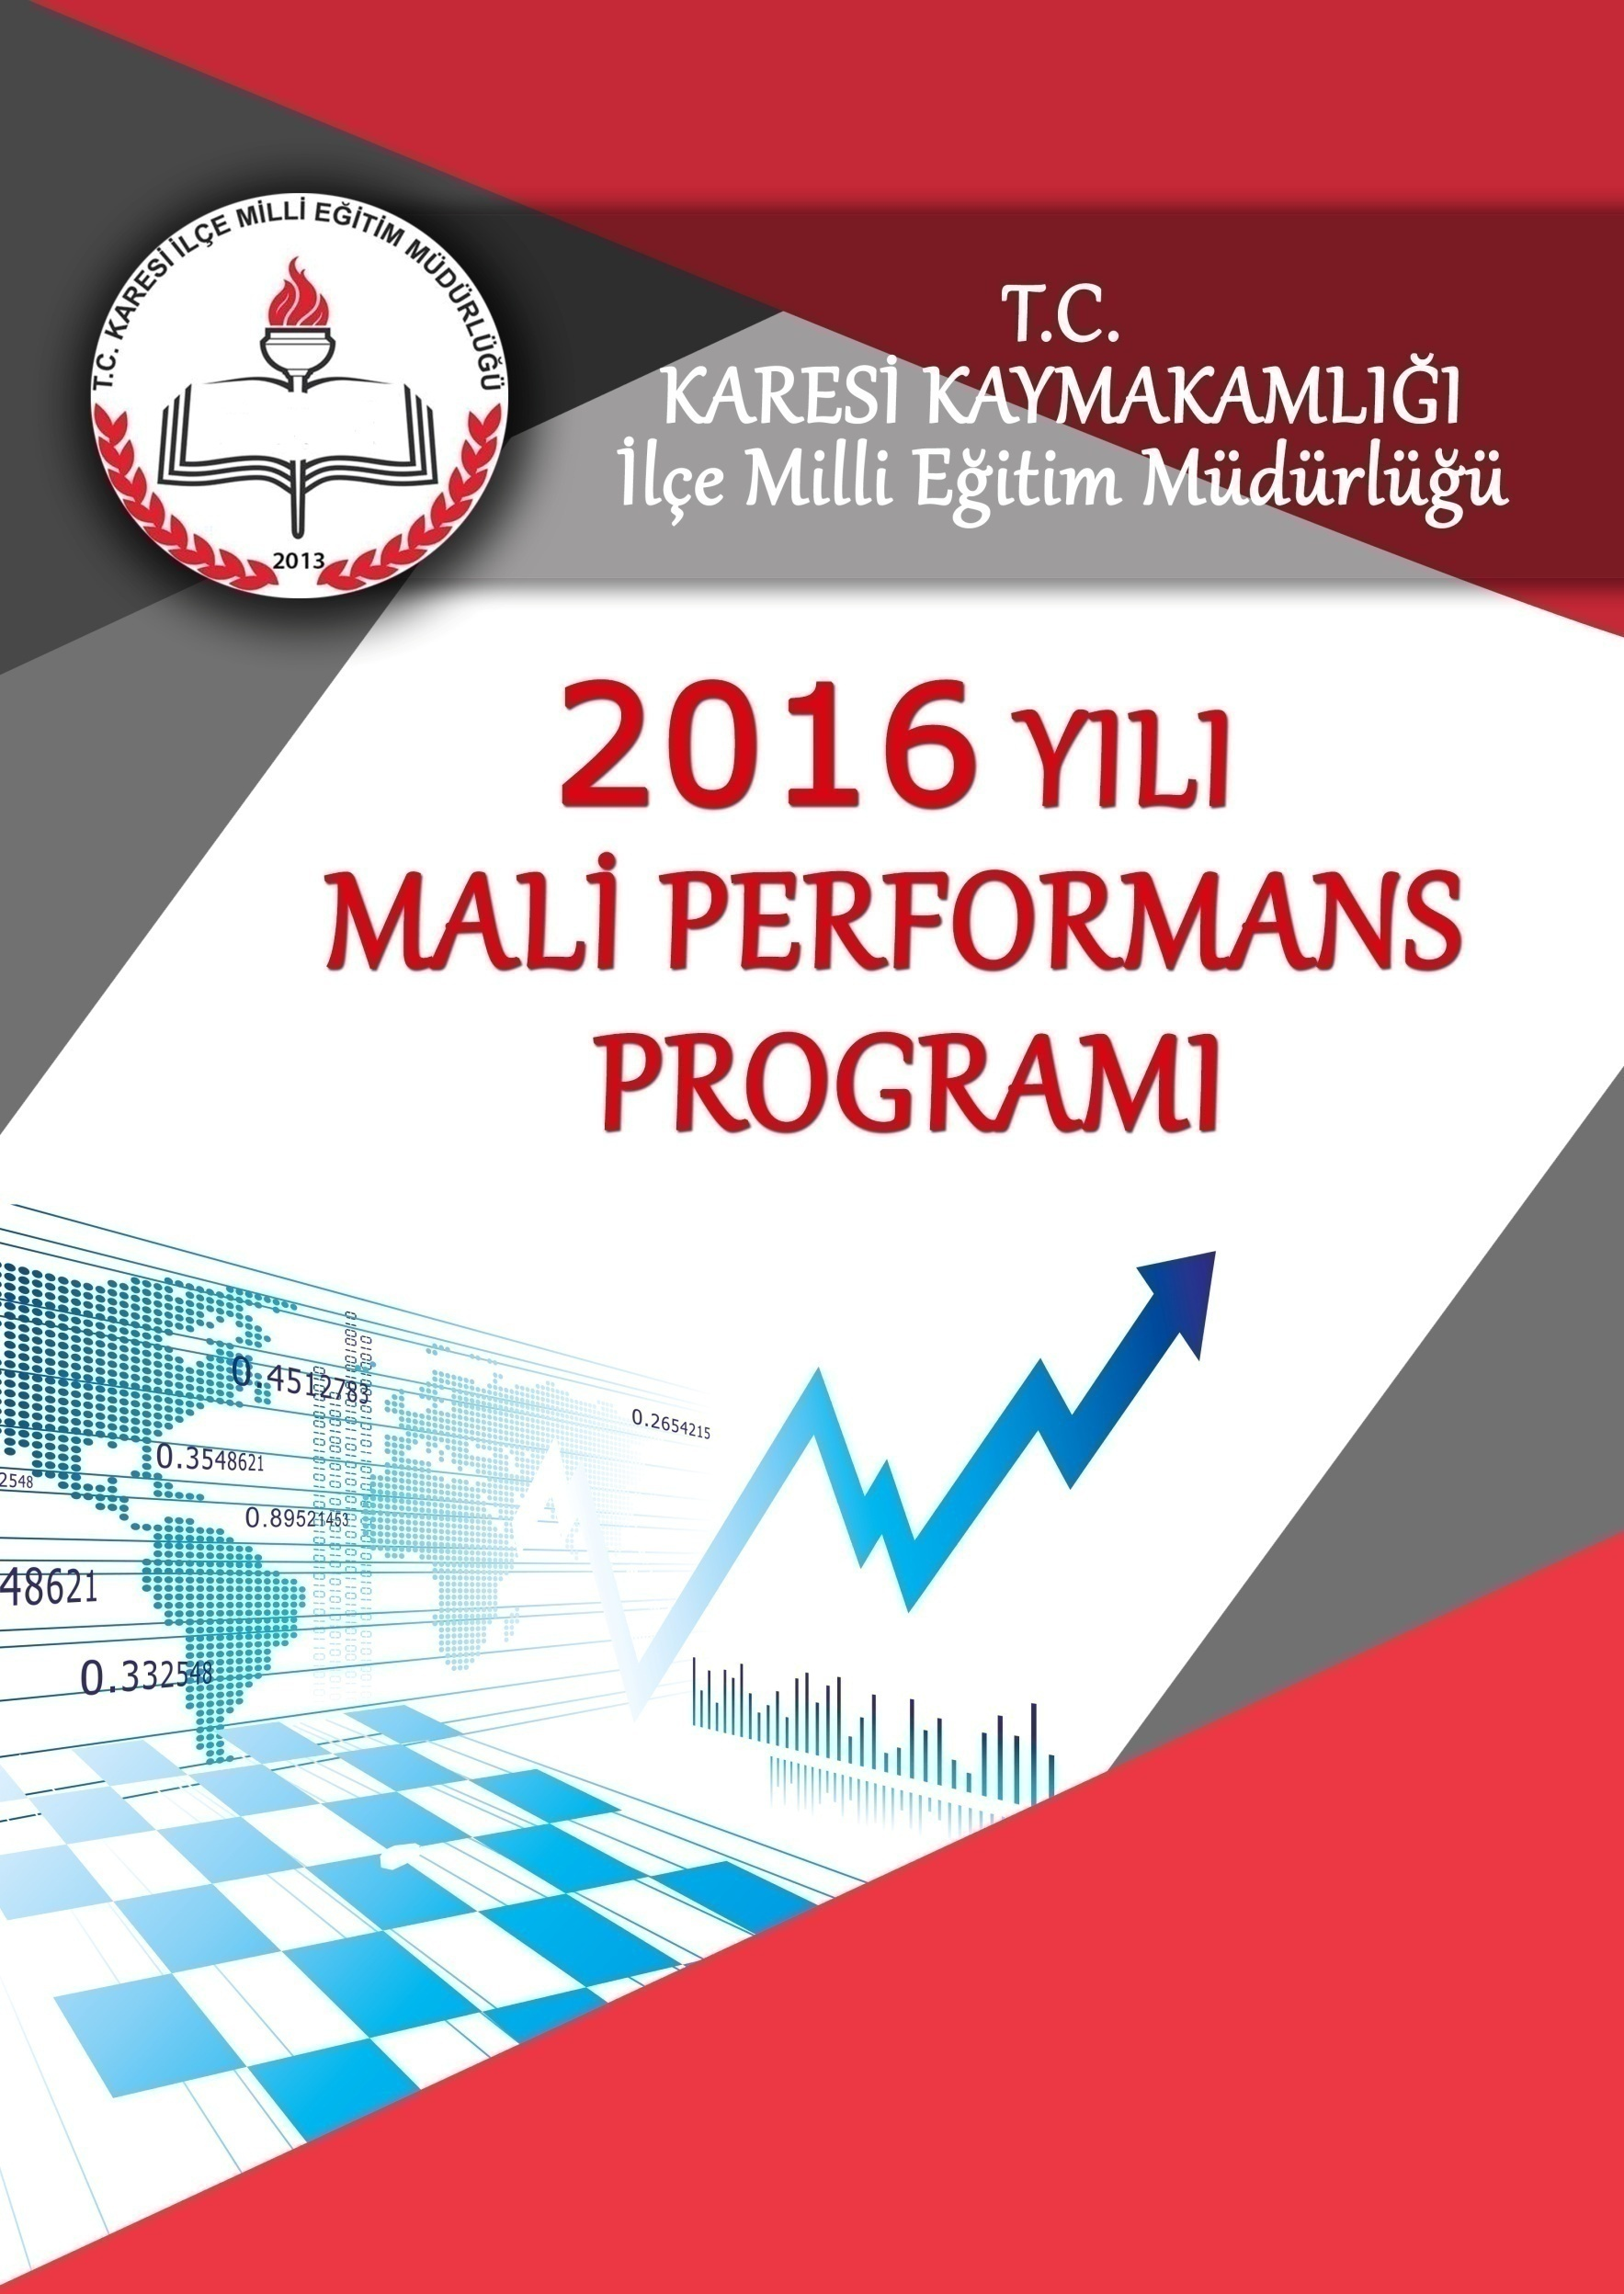 T.C. KARESİ İLÇE MİLLİ EĞİTİM MÜDÜRLÜĞÜ
2013
T.C.
KARESİ KAYMAKAMLIĞI
İlçe Milli Eğitim Müdürlüğü
2016 YILI
MALİ PERFORMANS
PROGRAMI
0.4512783
0.2654215
0.3548621
2548
0.89521453
48621
0.332548